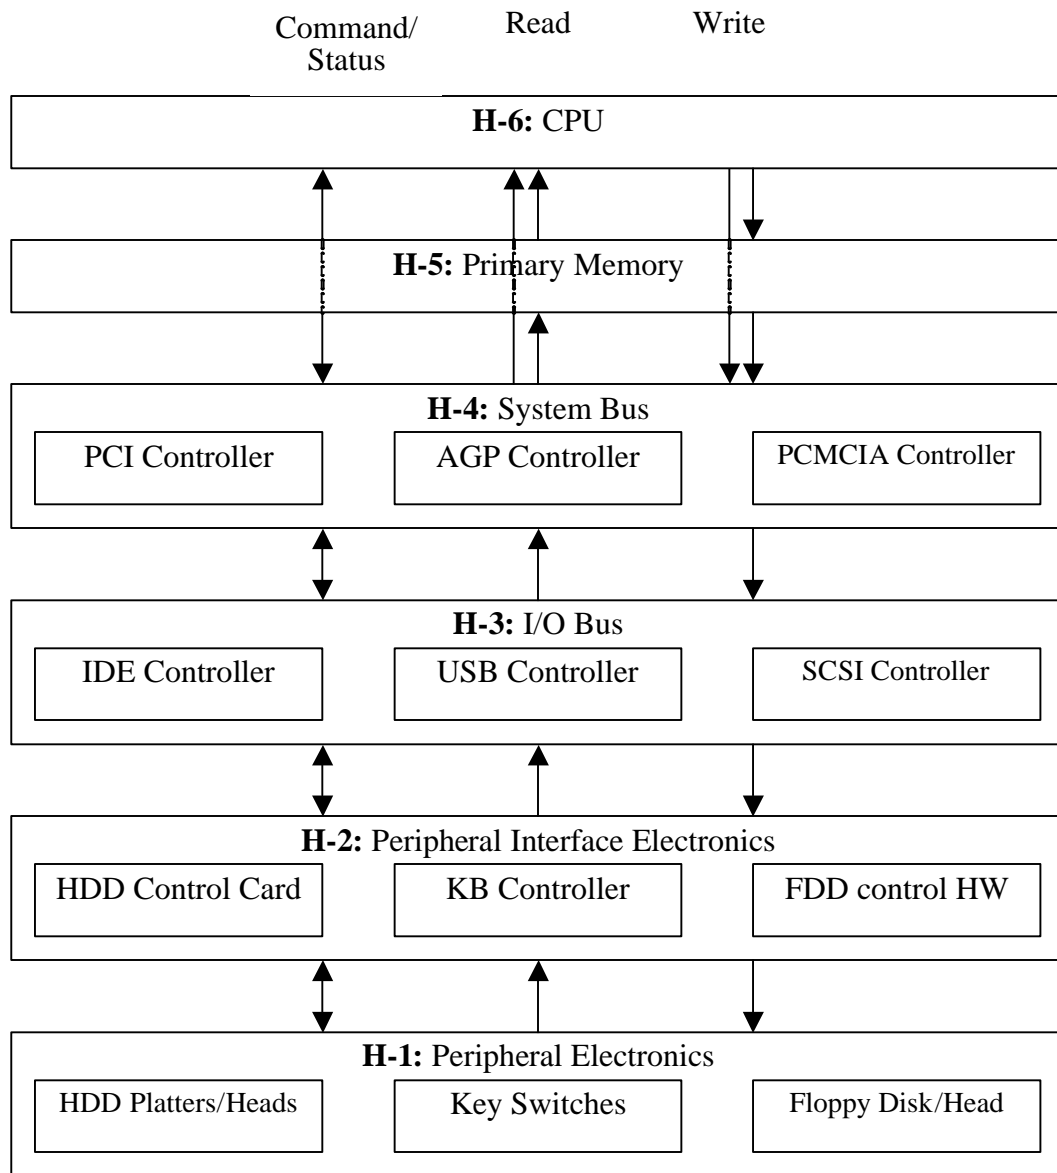 Command/ Read Write
Status
H-6: CPU
H-5: Primary Memory
H-4: System Bus
PCI Controller AGP Controller PCMCIA Controller
H-3: I/O Bus
IDE Controller USB Controller SCSI Controller
H-2: Peripheral Interface Electronics
HDD Control Card KB Controller FDD control HW
H-1: Peripheral Electronics
HDD Platters/Heads Key Switches Floppy Disk/Head